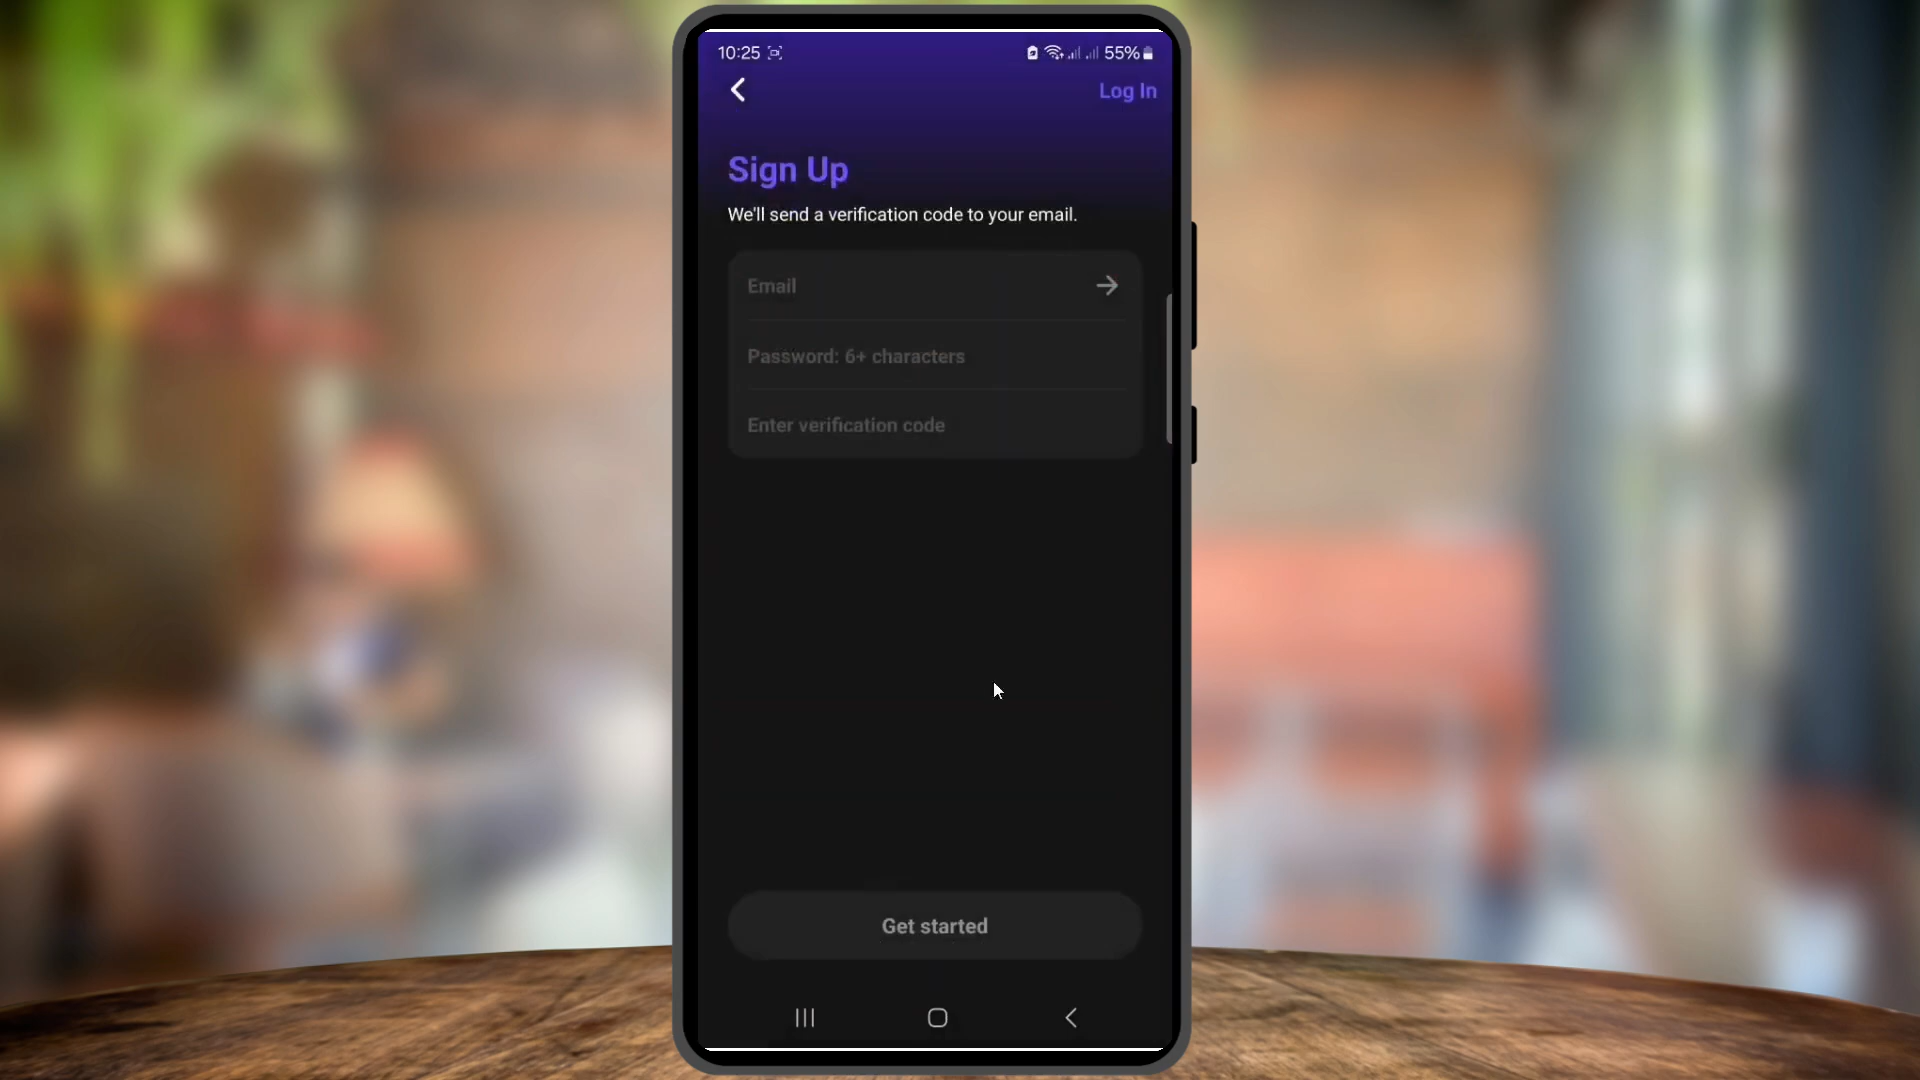 10:25 55%
Log In
Sign Up
We'll send a verification code to your email.
Email
Password: 6+ characters
Enter verification code
Get started